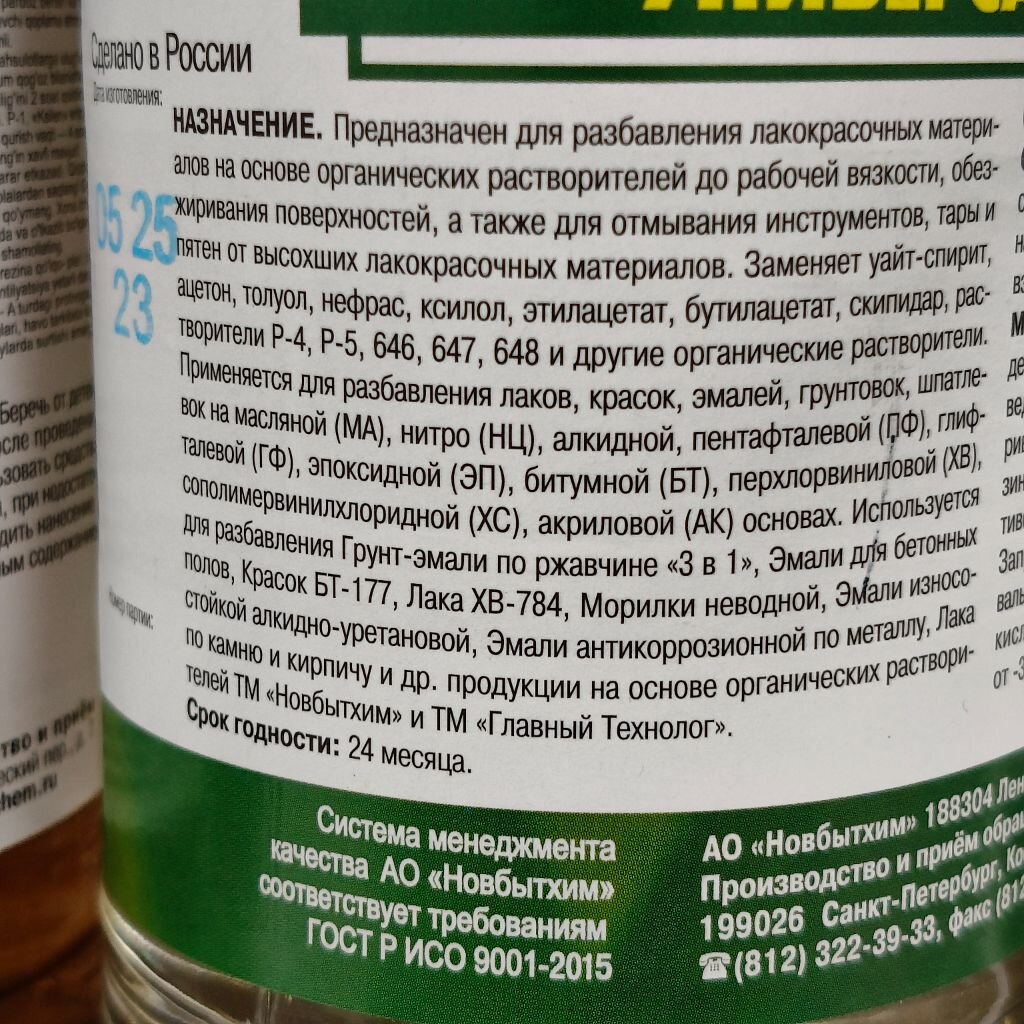 Сделано в России
Дата изготовления:
05 25
23
НАЗНАЧЕНИЕ. Предназначен для разбавления лакокрасочных матери-
алов на основе органических растворителей до рабочей вязкости, обез-
жиривания поверхностей, а также для отмывания инструментов, тары и
пятен от высохших лакокрасочных материалов. Заменяет уайт-спирит,
ацетон, толуол, нефрас, ксилол, этилацетат, бутилацетат, скипидар, рас-
творители Р-4, Р-5, 646, 647, 648 и другие органические растворители.
Применяется для разбавления лаков, красок, эмалей, грунтовок, шпатле-
вок на масляной (МА), нитро (НЦ), алкидной, пентафталевой (ПФ), глиф-
талевой (ГФ), эпоксидной (ЭП), битумной (БТ), перхлорвиниловой (ХВ),
сополимервинилхлоридной (ХС), акриловой (АК) основах. Используется
для разбавления Грунт-эмали по ржавчине «3 в 1», Эмали для бетонных
полов, Красок БТ-177, Лака ХВ-784, Морилки неводной, Эмали износо-
стойкой алкидно-уретановой, Эмали антикоррозионной по металлу, Лака
по камню и кирпичу и др. продукции на основе органических раствори-
телей ТМ «Новбытхим» и ТМ «Главный Технолог».
Срок годности: 24 месяца.
Номер партии:
Система менеджмента
качества АО «Новбытхим»
соответствует требованиям
ГОСТ Р ИСО 9001-2015
АО «Новбытхим» 188304 Лен
Производство и приём обра
199026 Санкт-Петербург, Ко
☎(812) 322-39-33, факс (812